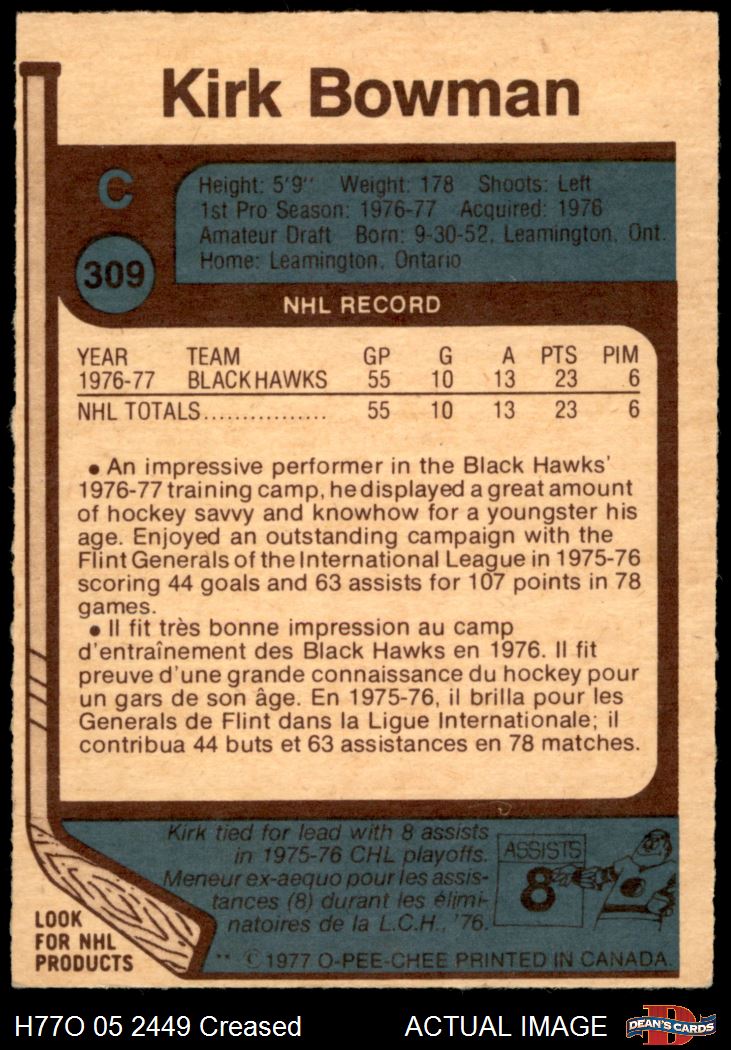 Kirk Bowman
C
309
Height: 5'9'' Weight: 178 Shoots: Left
1st Pro Season: 1976-77 Acquired: 1976
Amateur Draft Born: 9-30-52, Leamington, Ont.
Home: Leamington, Ontario
NHL RECORD
YEAR TEAM GP G A PTS PIM
1976-77 BLACK HAWKS 55 10 13 23 6
NHL TOTALS................ 55 10 13 23 6
● An impressive performer in the Black Hawks'
1976-77 training camp, he displayed a great amount
of hockey savvy and knowhow for a youngster his
age. Enjoyed an outstanding campaign with the
Flint Generals of the International League in 1975-76
scoring 44 goals and 63 assists for 107 points in 78
games.
● Il fit très bonne impression au camp
d'entraînement des Black Hawks en 1976. Il fit
preuve d'une grande connaissance du hockey pour
un gars de son âge. En 1975-76, il brilla pour les
Generals de Flint dans la Ligue Internationale; il
contribua 44 buts et 63 assistances en 78 matches.
Kirk tied for lead with 8 assists
in 1975-76 CHL playoffs.
Meneur ex-aequo pour les assis-
tances (8) durant les élimi-
natoires de la L.C.H., '76.
ASSISTS
8
LOOK
FOR NHL
PRODUCTS
** © 1977 O-PEE-CHEE PRINTED IN CANADA.
H77O 05 2449 Creased ACTUAL IMAGE
D
DEAN'S CARDS